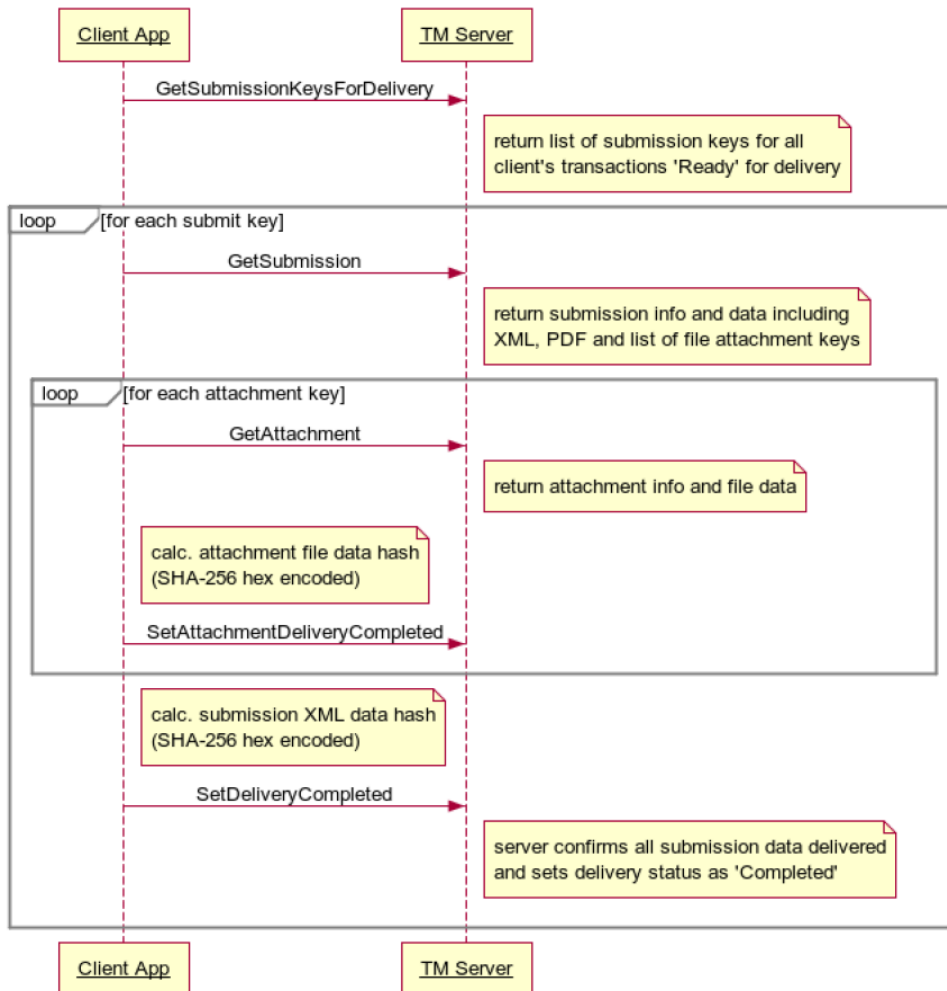 Client App
TM Server
GetSubmissionKeysForDelivery
return list of submission keys for all
client's transactions 'Ready' for delivery
loop
[for each submit key]
GetSubmission
return submission info and data including
XML, PDF and list of file attachment keys
loop
[for each attachment key]
GetAttachment
return attachment info and file data
calc. attachment file data hash
(SHA-256 hex encoded)
SetAttachmentDeliveryCompleted
calc. submission XML data hash
(SHA-256 hex encoded)
SetDeliveryCompleted
server confirms all submission data delivered
and sets delivery status as 'Completed'
Client App
TM Server